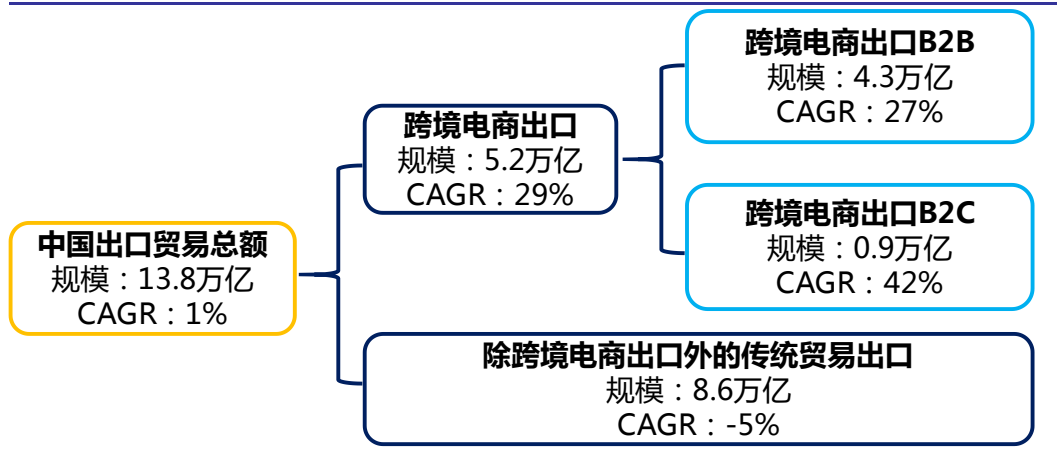 中国出口贸易总额
规模：13.8万亿
CAGR：1%
跨境电商出口
规模：5.2万亿
CAGR：29%
跨境电商出口B2B
规模：4.3万亿
CAGR：27%
跨境电商出口B2C
规模：0.9万亿
CAGR：42%
除跨境电商出口外的传统贸易出口
规模：8.6万亿
CAGR：-5%